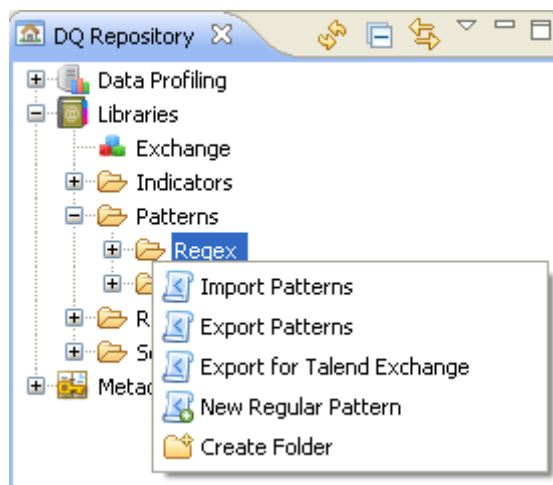 DQ Repository
Data Profiling
Libraries
Exchange
Indicators
Patterns
Regex
Import Patterns
Export Patterns
Export for Talend Exchange
New Regular Pattern
Create Folder